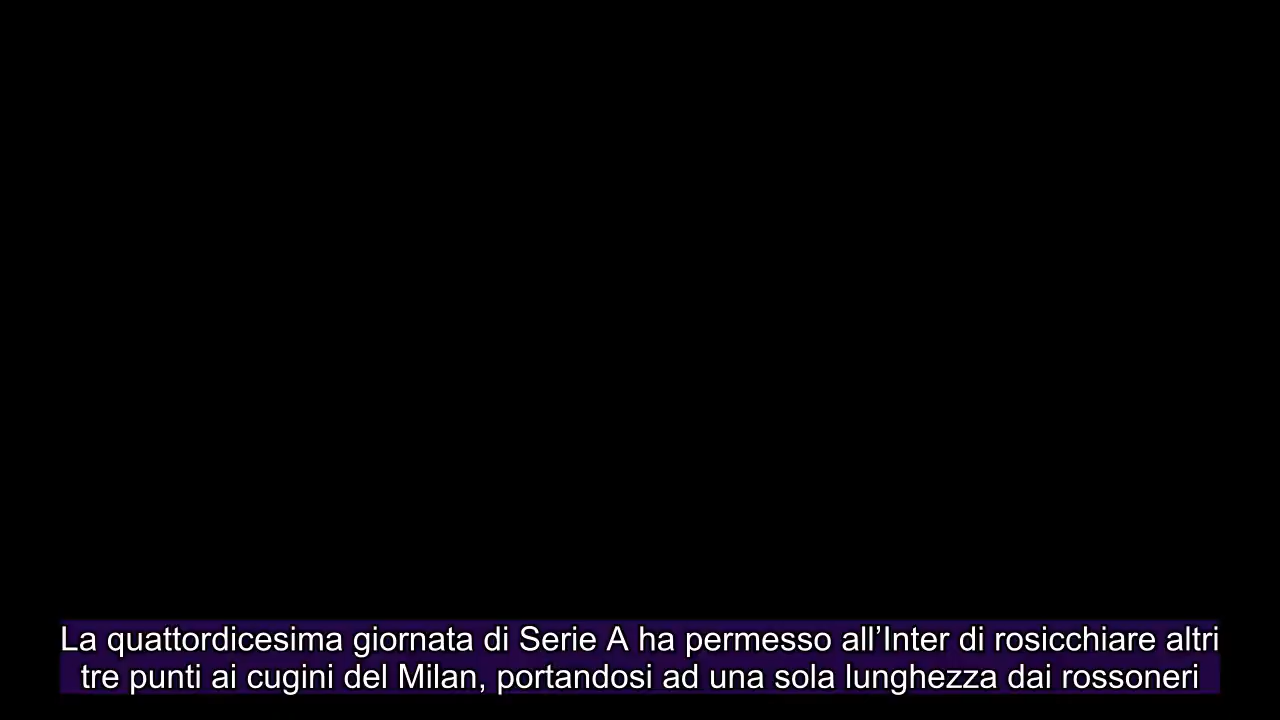 La quattordicesima giornata di Serie A ha permesso all’Inter di rosicchiare altri
tre punti ai cugini del Milan, portandosi ad una sola lunghezza dai rossoneri